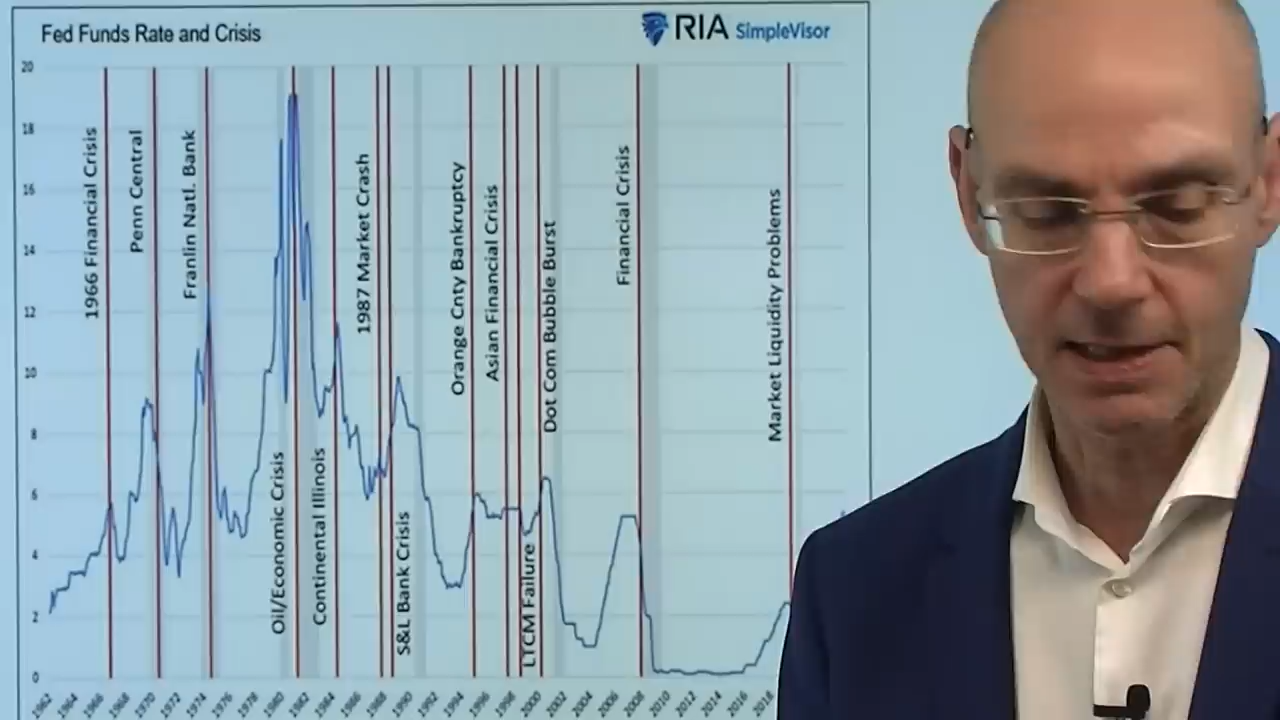 Fed Funds Rate and Crisis
RIA SimpleVisor
20
18
16
14
12
10
8
6
4
2
0
1966 Financial Crisis
Penn Central
Franlin Natl. Bank
Oil/Economic Crisis
Continental Illinois
1987 Market Crash
S&L Bank Crisis
Orange Cnty Bankruptcy
Asian Financial Crisis
LTCM Failure
Dot Com Bubble Burst
Financial Crisis
Market Liquidity Problems
1962
1964
1966
1968
1970
1972
1974
1976
1978
1980
1982
1984
1986
1988
1990
1992
1994
1996
1998
2000
2002
2004
2006
2008
2010
2012
2014
2016
2018